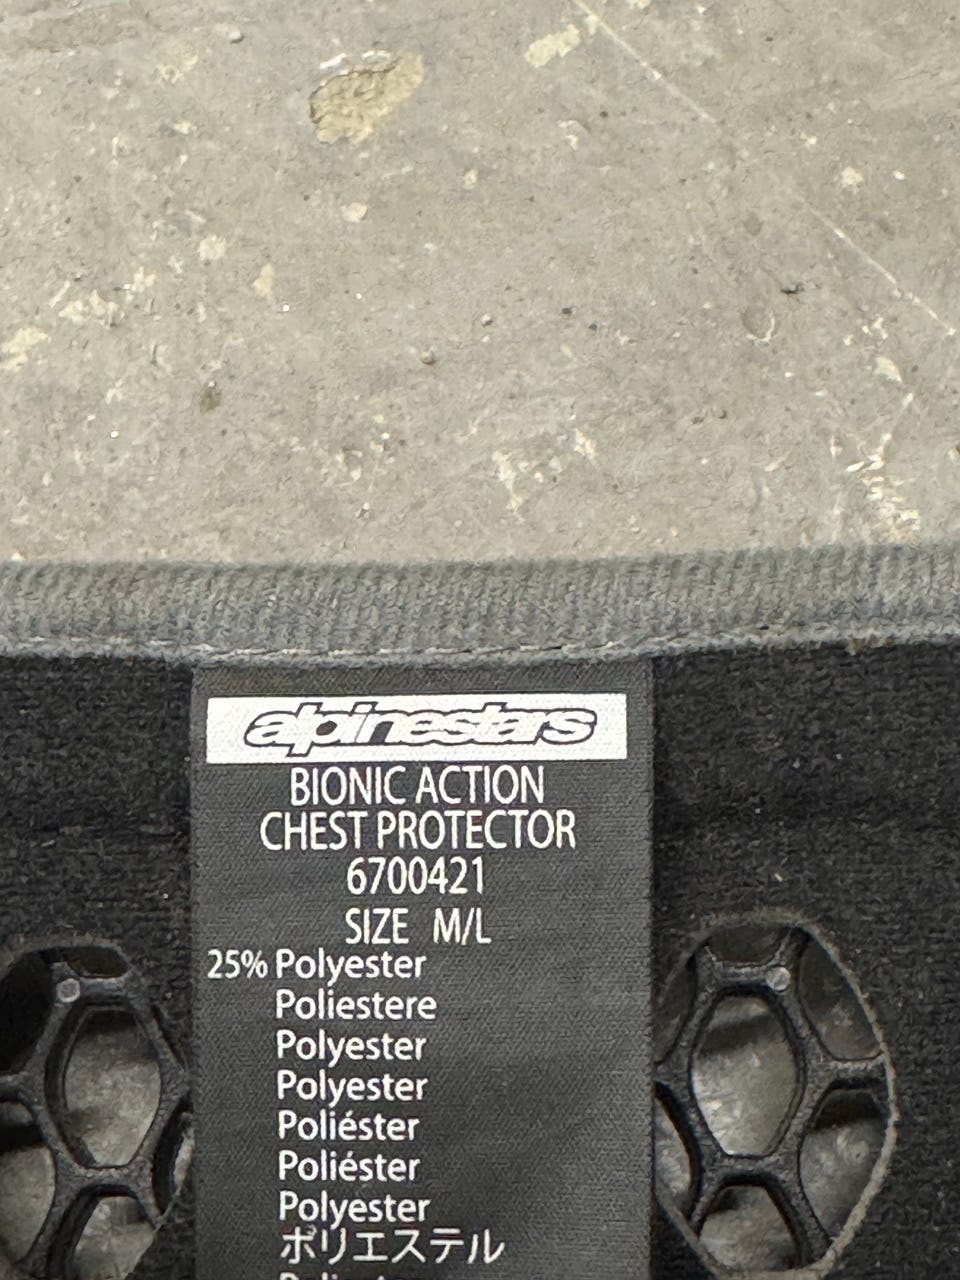 alpinestars
BIONIC ACTION
CHEST PROTECTOR
6700421
SIZE M/L
25% Polyester
Poliestere
Polyester
Polyester
Poliéster
Poliéster
Polyester
ポリエステル